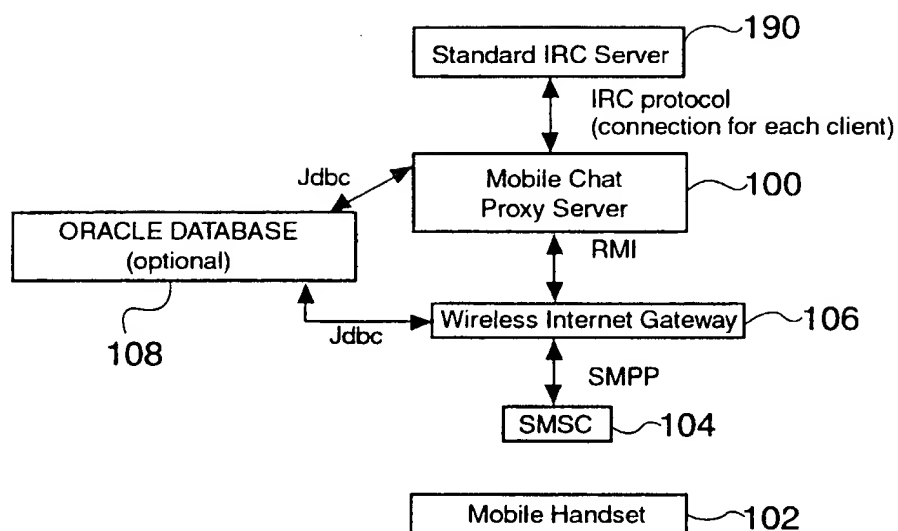 190
Standard IRC Server
IRC protocol
(connection for each client)
Jdbc
Mobile Chat
Proxy Server
100
ORACLE DATABASE
(optional)
RMI
108
Jdbc
Wireless Internet Gateway
106
SMPP
SMSC
104
Mobile Handset
102